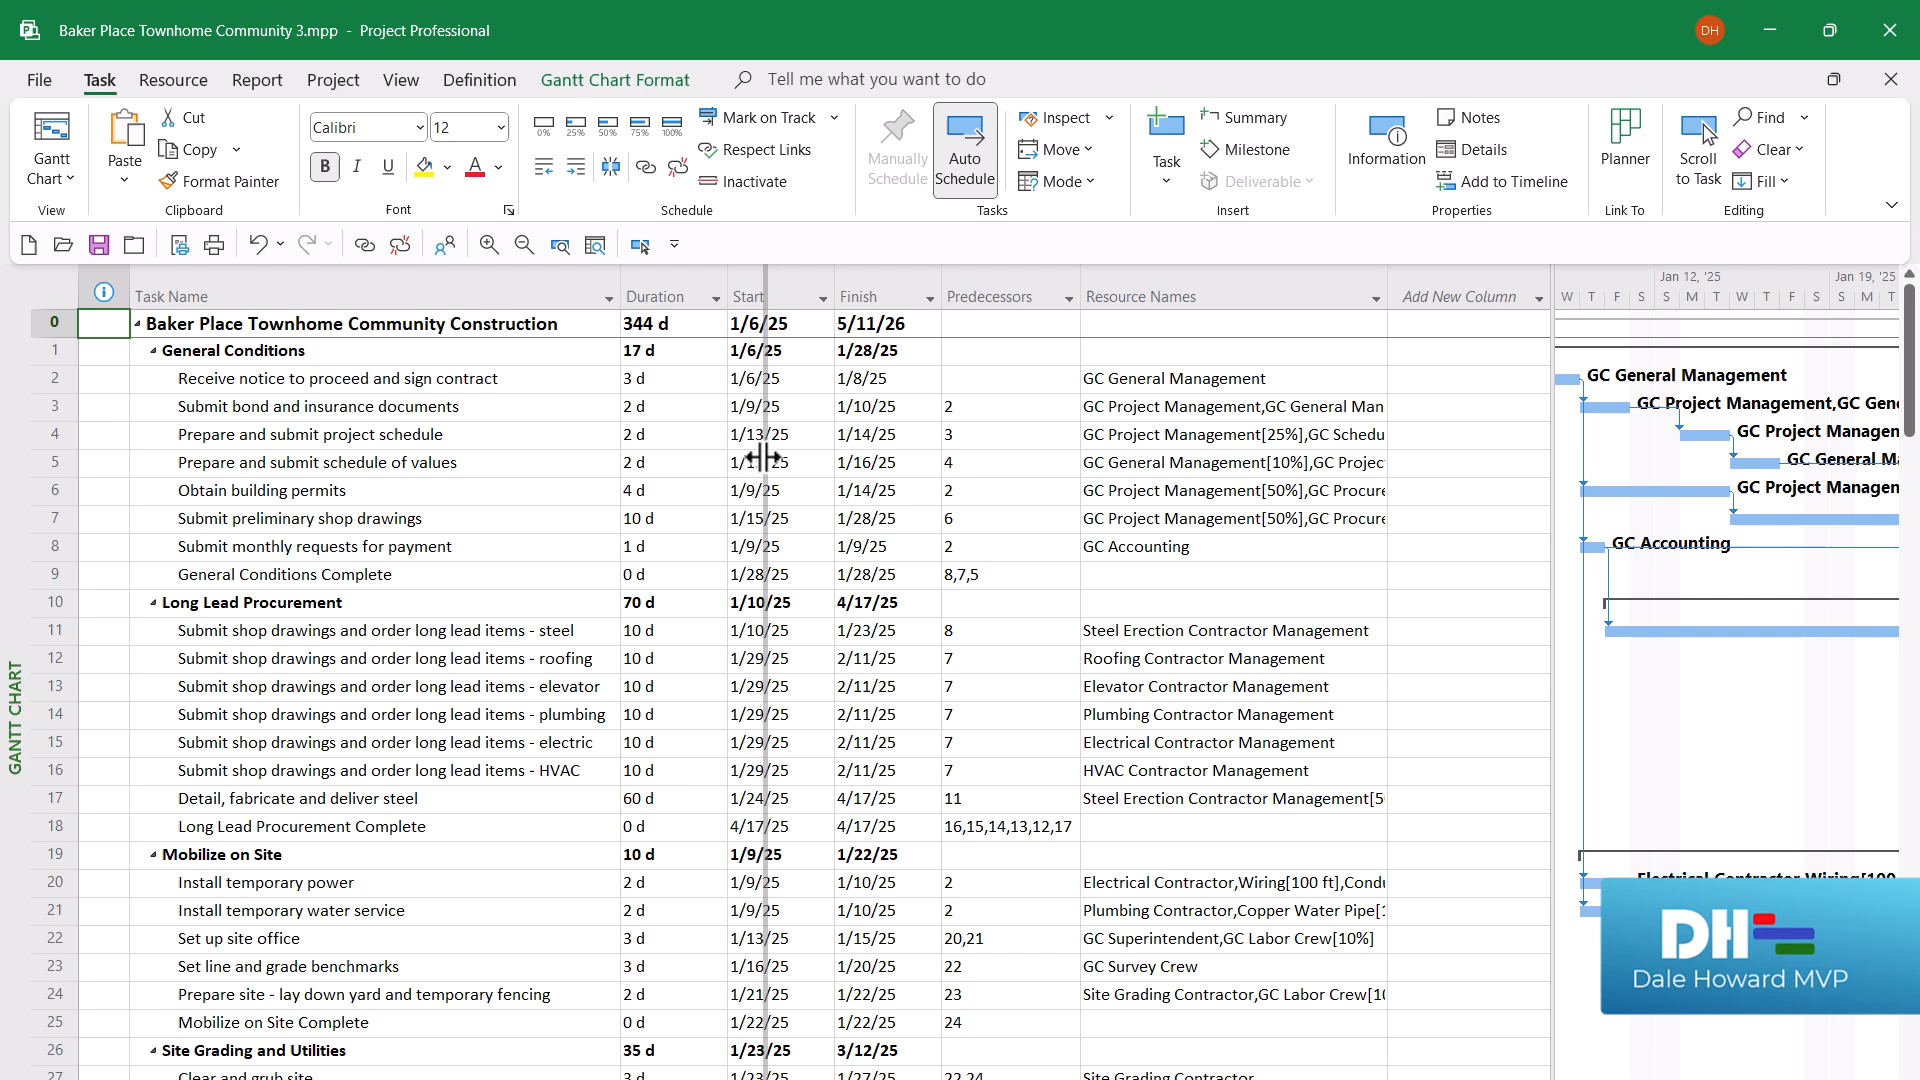 Baker Place Townhome Community 3.mpp - Project Professional
DH
File Task Resource Report Project View Definition Gantt Chart Format Tell me what you want to do
Gantt Chart
View
Paste
Cut
Copy
Format Painter
Clipboard
Calibri 12
B I U A
Font
0% 25% 50% 75% 100%
Mark on Track
Respect Links
Inactivate
Schedule
Manually Schedule
Auto Schedule
Inspect
Move
Mode
Tasks
Task
Summary
Milestone
Deliverable
Insert
Information
Notes
Details
Add to Timeline
Properties
Planner
Link To
Scroll to Task
Find
Clear
Fill
Editing
Task Name Duration Start Finish Predecessors Resource Names Add New Column
Jan 12, '25 Jan 19, '25
W T F S S M T W T F S S M T
0 Baker Place Townhome Community Construction 344 d 1/6/25 5/11/26
1 General Conditions 17 d 1/6/25 1/28/25
2 Receive notice to proceed and sign contract 3 d 1/6/25 1/8/25 GC General Management
3 Submit bond and insurance documents 2 d 1/9/25 1/10/25 2 GC Project Management,GC General Man
4 Prepare and submit project schedule 2 d 1/13/25 1/14/25 3 GC Project Management[25%],GC Schedu
5 Prepare and submit schedule of values 2 d 1/16/25 4 GC General Management[10%],GC Projec
6 Obtain building permits 4 d 1/9/25 1/14/25 2 GC Project Management[50%],GC Procure
7 Submit preliminary shop drawings 10 d 1/15/25 1/28/25 6 GC Project Management[50%],GC Procure
8 Submit monthly requests for payment 1 d 1/9/25 1/9/25 2 GC Accounting
9 General Conditions Complete 0 d 1/28/25 1/28/25 8,7,5
10 Long Lead Procurement 70 d 1/10/25 4/17/25
11 Submit shop drawings and order long lead items - steel 10 d 1/10/25 1/23/25 8 Steel Erection Contractor Management
12 Submit shop drawings and order long lead items - roofing 10 d 1/29/25 2/11/25 7 Roofing Contractor Management
13 Submit shop drawings and order long lead items - elevator 10 d 1/29/25 2/11/25 7 Elevator Contractor Management
14 Submit shop drawings and order long lead items - plumbing 10 d 1/29/25 2/11/25 7 Plumbing Contractor Management
15 Submit shop drawings and order long lead items - electric 10 d 1/29/25 2/11/25 7 Electrical Contractor Management
16 Submit shop drawings and order long lead items - HVAC 10 d 1/29/25 2/11/25 7 HVAC Contractor Management
17 Detail, fabricate and deliver steel 60 d 1/24/25 4/17/25 11 Steel Erection Contractor Management[5
18 Long Lead Procurement Complete 0 d 4/17/25 4/17/25 16,15,14,13,12,17
19 Mobilize on Site 10 d 1/9/25 1/22/25
20 Install temporary power 2 d 1/9/25 1/10/25 2 Electrical Contractor,Wiring[100 ft],Condu
21 Install temporary water service 2 d 1/9/25 1/10/25 2 Plumbing Contractor,Copper Water Pipe[1
22 Set up site office 3 d 1/13/25 1/15/25 20,21 GC Superintendent,GC Labor Crew[10%]
23 Set line and grade benchmarks 3 d 1/16/25 1/20/25 22 GC Survey Crew
24 Prepare site - lay down yard and temporary fencing 2 d 1/21/25 1/22/25 23 Site Grading Contractor,GC Labor Crew[1
25 Mobilize on Site Complete 0 d 1/22/25 1/22/25 24
26 Site Grading and Utilities 35 d 1/23/25 3/12/25
27 Clear and grub site 3 d 1/23/25 1/27/25 22,24 Site Grading Contractor
GC General Management
GC Project Management,GC Gen
GC Project Managen
GC General Ma
GC Project Managen
GC Accounting
Electrical Contractor,Wiring[100
GANTT CHART
DH
Dale Howard MVP